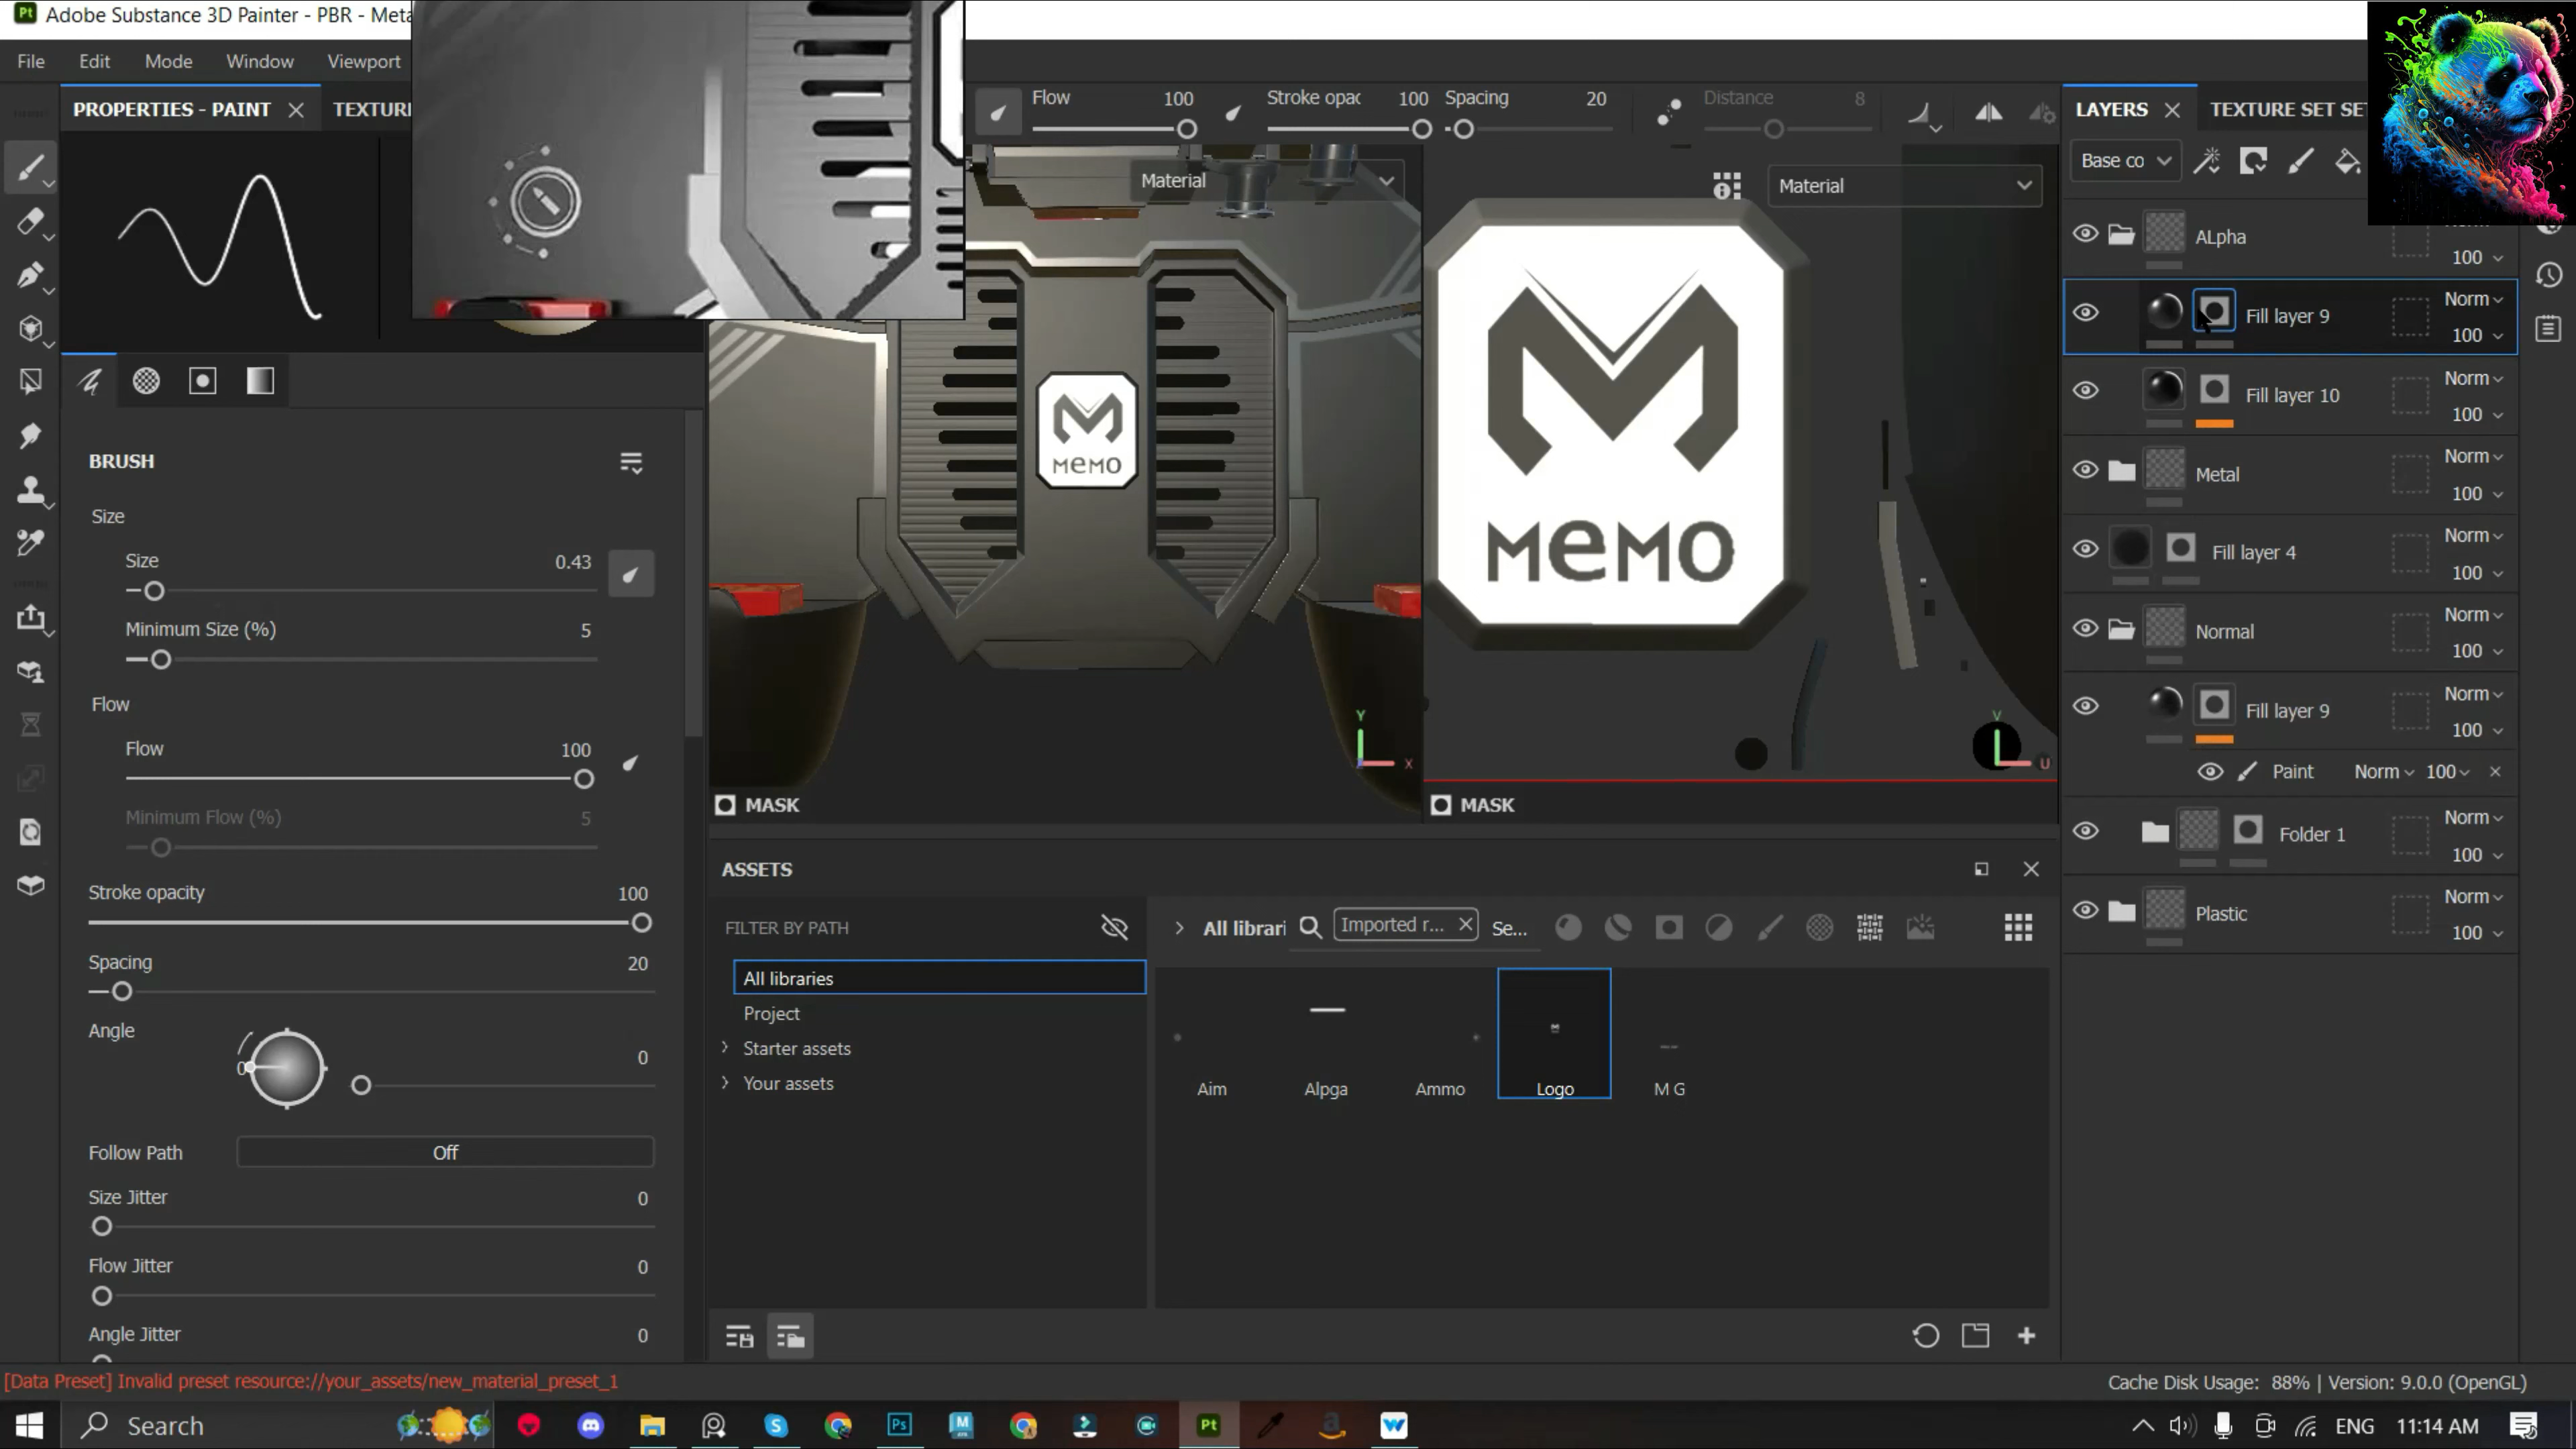 Pt Adobe Substance 3D Painter - PBR - Meta
File Edit Mode Window Viewport
PROPERTIES - PAINT
Flow 100
Stroke opac 100
Spacing 20
Distance 8
LAYERS
TEXTURE SET SET
Base co
Material
Material
ALpha
100
Norm
Fill layer 9
100
Norm
Fill layer 10
100
Norm
Metal
100
Norm
Fill layer 4
100
Norm
Normal
100
Norm
Fill layer 9
100
Paint Norm 100
Norm
Folder 1
100
Norm
Plastic
100
BRUSH
Size
Size 0.43
Minimum Size (%) 5
Flow
Flow 100
Minimum Flow (%) 5
Stroke opacity 100
Spacing 20
Angle
0
0
Follow Path Off
Size Jitter 0
Flow Jitter 0
Angle Jitter 0
MeMO
MeMO
Y
X
V
U
MASK
MASK
ASSETS
FILTER BY PATH
All librari
Imported r...
Se...
All libraries
Project
Starter assets
Your assets
Aim
Alpga
Ammo
Logo
M G
[Data Preset] Invalid preset resource://your_assets/new_material_preset_1
Cache Disk Usage: 88% | Version: 9.0.0 (OpenGL)
Search
Ps
M
Pt
ENG
11:14 AM